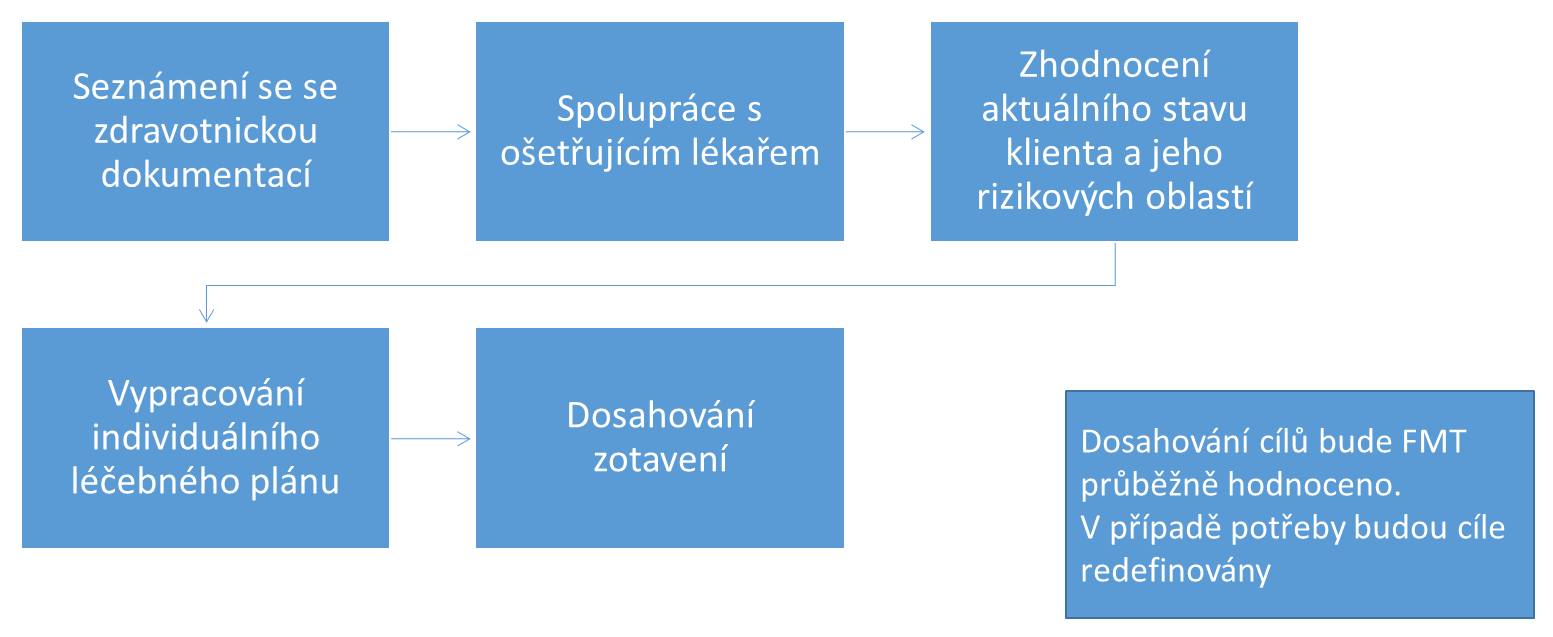 Seznámení se se
zdravotnickou
dokumentací
Spolupráce s
ošetřujícím lékařem
Zhodnocení
aktuálního stavu
klienta a jeho
rizikových oblastí
Vypracování
individuálního
léčebného plánu
Dosahování
zotavení
Dosahování cílů bude FMT
průběžně hodnoceno.
V případě potřeby budou cíle
redefinovány